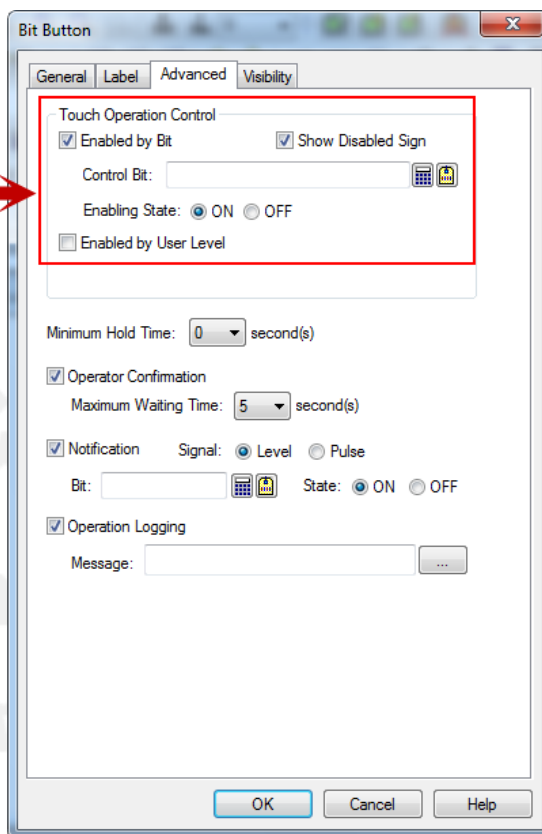 Bit Button
General Label Advanced Visibility
Touch Operation Control
Enabled by Bit Show Disabled Sign
Control Bit:
Enabling State: ON OFF
Enabled by User Level
Minimum Hold Time: 0 second(s)
Operator Confirmation
Maximum Waiting Time: 5 second(s)
Notification Signal: Level Pulse
Bit: State: ON OFF
Operation Logging
Message: ...
OK Cancel Help